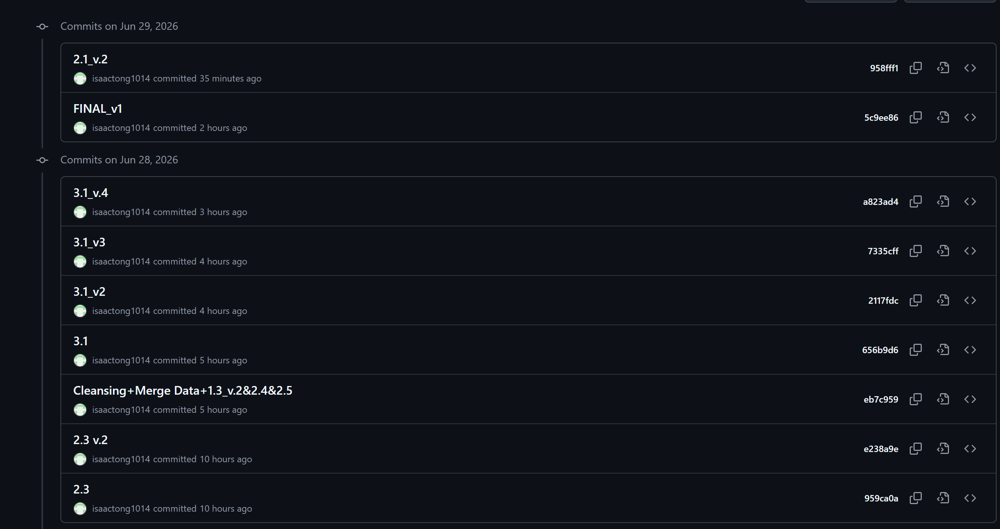 Commits on Jun 29, 2026
2.1_v.2
isaactong1014 committed 35 minutes ago
958fff1
FINAL_v1
isaactong1014 committed 2 hours ago
5c9ee86
Commits on Jun 28, 2026
3.1_v.4
isaactong1014 committed 3 hours ago
a823ad4
3.1_v3
isaactong1014 committed 4 hours ago
7335cff
3.1_v2
isaactong1014 committed 4 hours ago
2117fdc
3.1
isaactong1014 committed 5 hours ago
656b9d6
Cleansing+Merge Data+1.3_v.2&2.4&2.5
isaactong1014 committed 5 hours ago
eb7c959
2.3 v.2
isaactong1014 committed 10 hours ago
e238a9e
2.3
isaactong1014 committed 10 hours ago
959ca0a